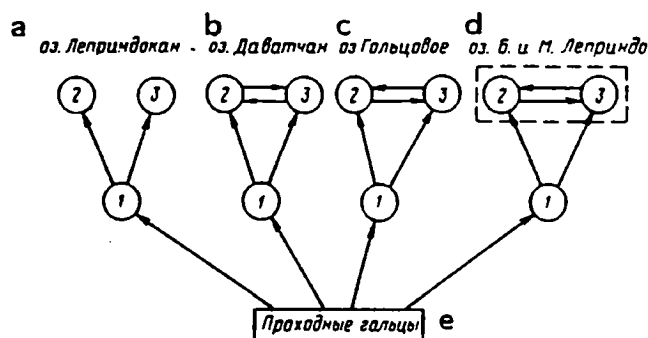 a b c d
оз. Леприндокан - оз. Даватчан оз Гольцовое оз. Б. и М. Леприндо
2 3 2 3 2 3 2 3
1 1 1 1
Проходные гальцы e